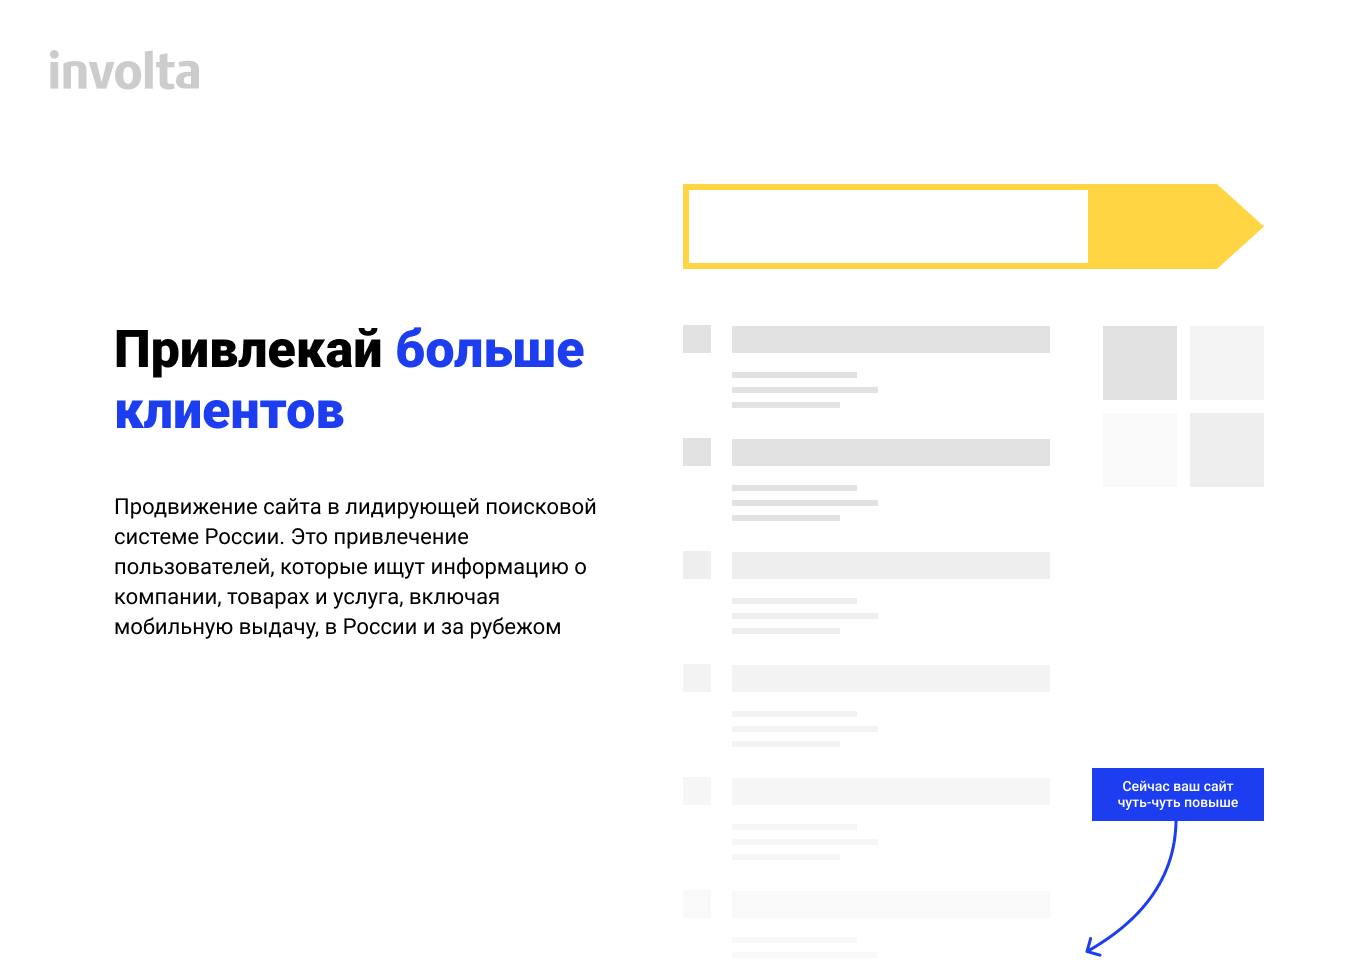 involta
Привлекай больше
клиентов
Продвижение сайта в лидирующей поисковой
системе России. Это привлечение
пользователей, которые ищут информацию о
компании, товарах и услуга, включая
мобильную выдачу, в России и за рубежом
Сейчас ваш сайт
чуть-чуть повыше